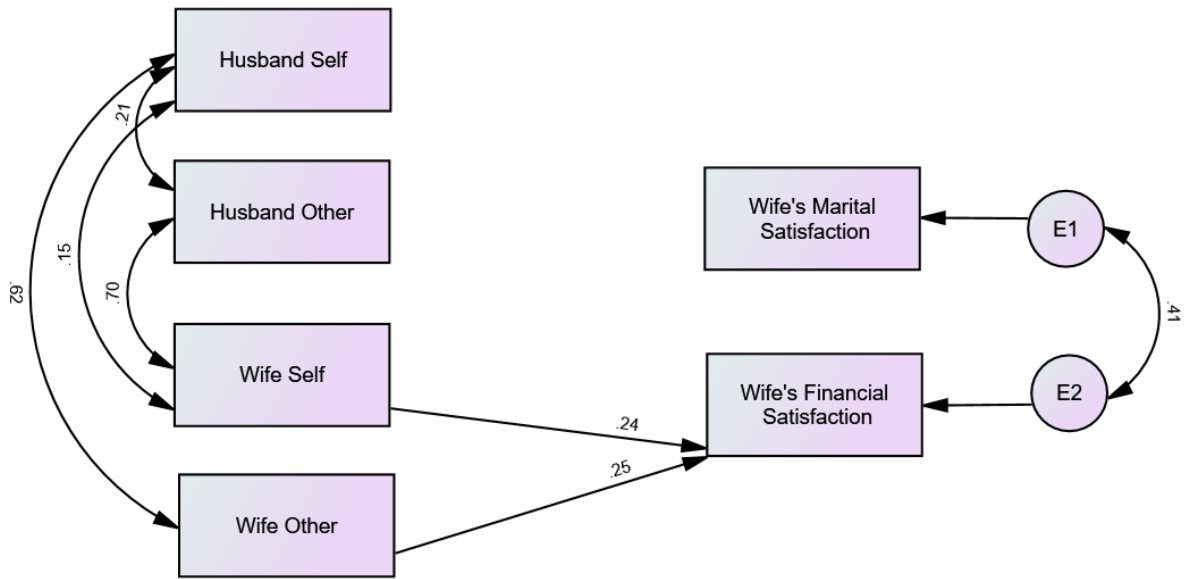 Husband Self
.21
Husband Other
Wife's Marital
Satisfaction
E1
.15
.62
.70
.41
Wife Self
Wife's Financial
Satisfaction
E2
.24
.25
Wife Other